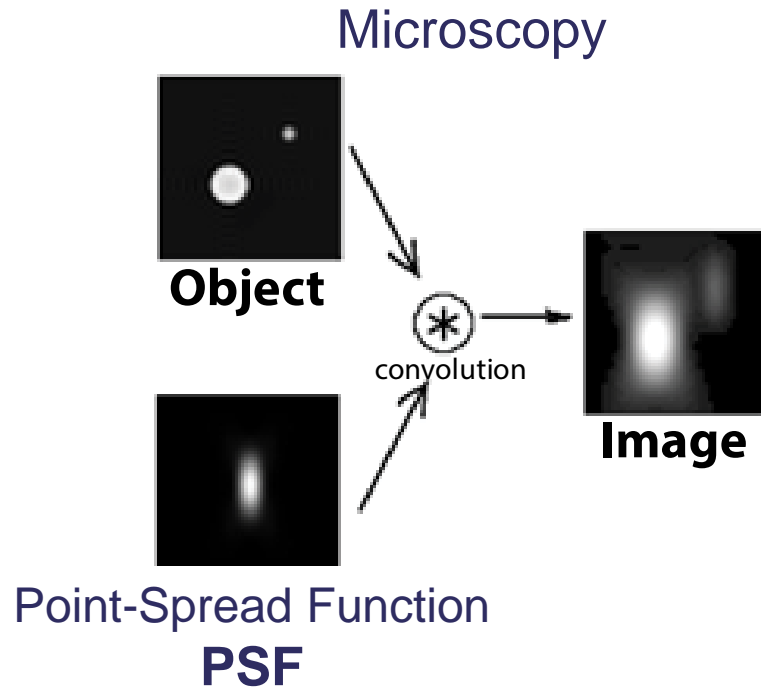 Microscopy
Object
*
convolution
Image
Point-Spread Function
PSF